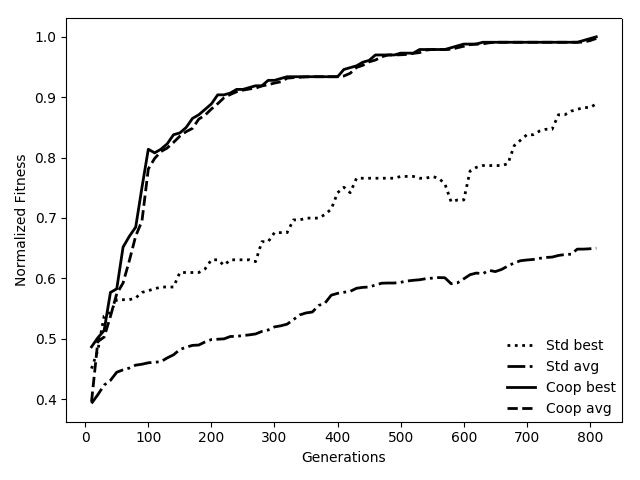 1.0
0.9
0.8
0.7
0.6
0.5
0.4
Normalized Fitness
0
100
200
300
400
500
600
700
800
Generations
Std best
Std avg
Coop best
Coop avg